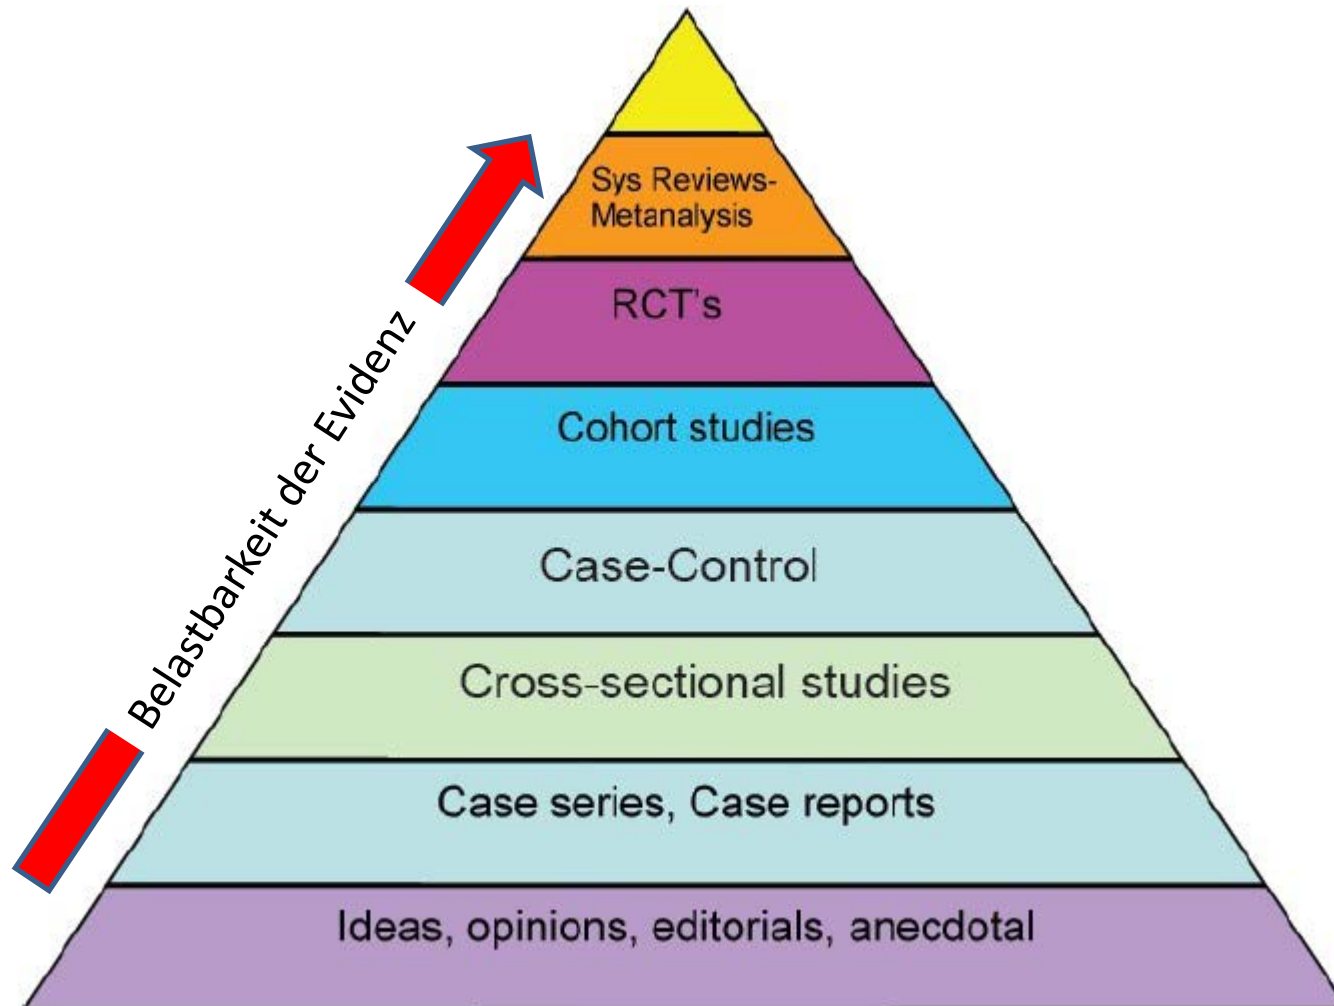 Sys Reviews-
Metanalysis
RCT's
Cohort studies
Case-Control
Cross-sectional studies
Case series, Case reports
Ideas, opinions, editorials, anecdotal
Belastbarkeit der Evidenz